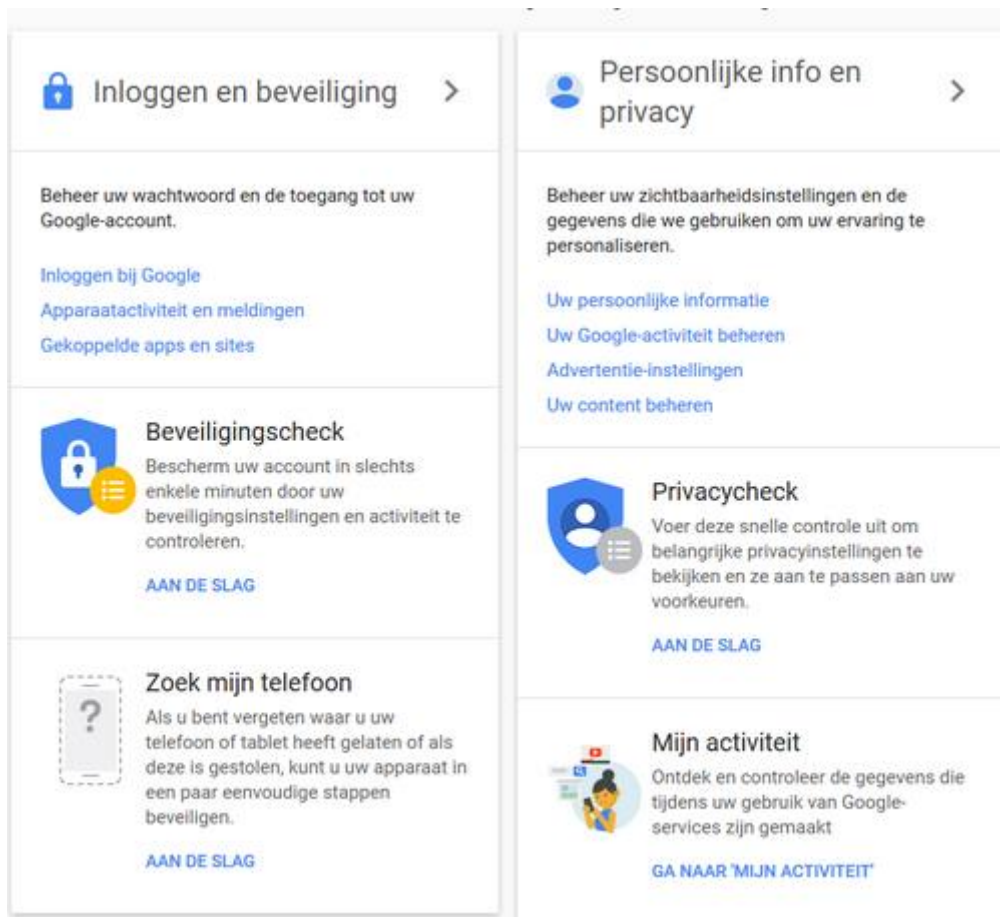 Inloggen en beveiliging
Beheer uw wachtwoord en de toegang tot uw
Google-account.
Inloggen bij Google
Apparaatactiviteit en meldingen
Gekoppelde apps en sites
Beveiligingscheck
Bescherm uw account in slechts
enkele minuten door uw
beveiligingsinstellingen en activiteit te
controleren.
AAN DE SLAG
?
Zoek mijn telefoon
Als u bent vergeten waar u uw
telefoon of tablet heeft gelaten of als
deze is gestolen, kunt u uw apparaat in
een paar eenvoudige stappen
beveiligen.
AAN DE SLAG
Persoonlijke info en
privacy
Beheer uw zichtbaarheidsinstellingen en de
gegevens die we gebruiken om uw ervaring te
personaliseren.
Uw persoonlijke informatie
Uw Google-activiteit beheren
Advertentie-instellingen
Uw content beheren
Privacycheck
Voer deze snelle controle uit om
belangrijke privacyinstellingen te
bekijken en ze aan te passen aan uw
voorkeuren.
AAN DE SLAG
Mijn activiteit
Ontdek en controleer de gegevens die
tijdens uw gebruik van Google-
services zijn gemaakt
GA NAAR 'MIJN ACTIVITEIT'